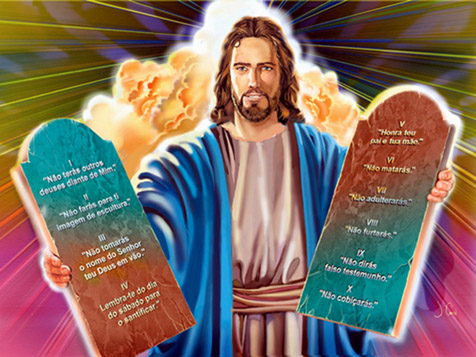 I
"Não terás outros
deuses diante de Mim."
II
"Não farás para ti
imagem de escultura."
III
"Não tomarás
o nome do Senhor
teu Deus em vão."
IV
Lembra-te do dia
do sábado para
o santificar."
V
"Honra teu
pai e tua mão."
VI
"Não matarás."
VII
"Não adulterarás."
VIII
"Não furtarás."
IX
"Não dirás
falso testemunho."
X
"Não cobiçarás."